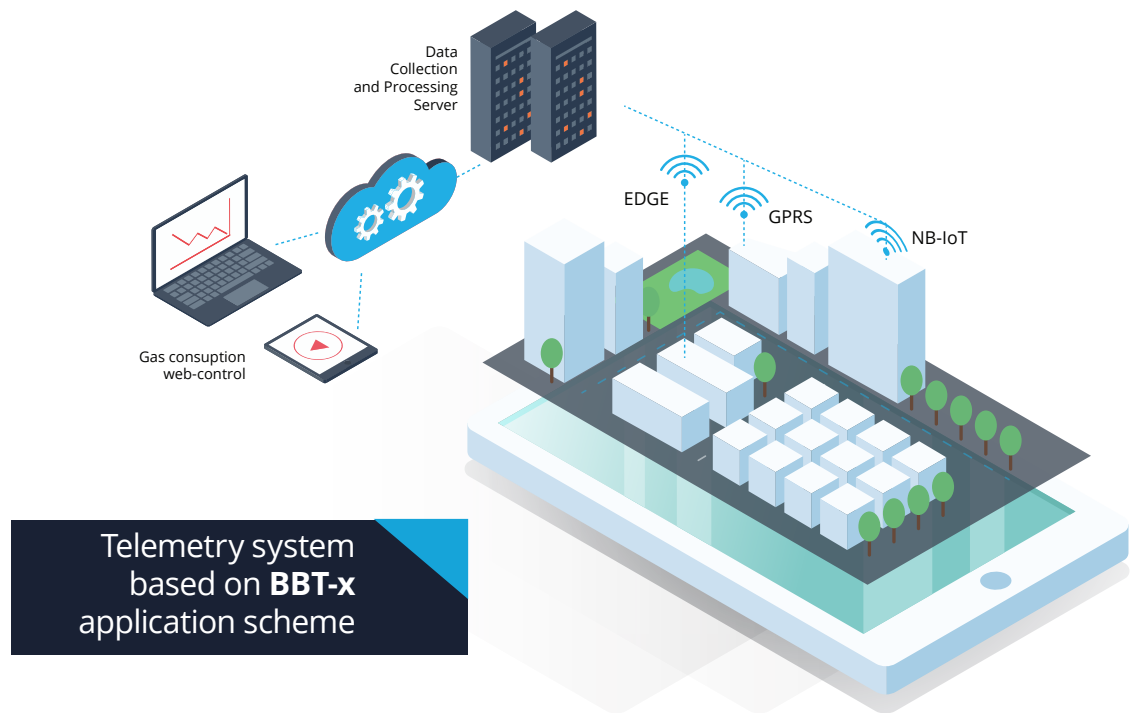 Data
Collection
and Processing
Server
EDGE
GPRS
NB-IoT
Gas consuption
web-control
Telemetry system
based on BBT-x
application scheme